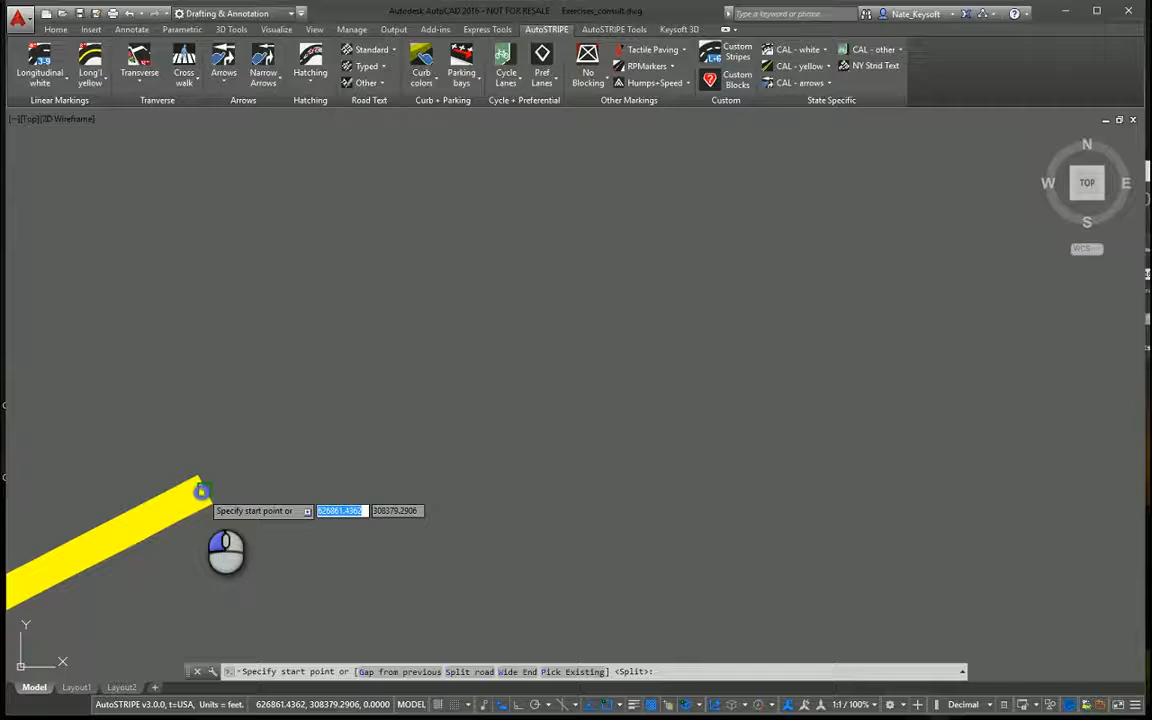 Drafting & Annotation
Autodesk AutoCAD 2016 - NOT FOR RESALE Exercises_consult.dwg
Type a keyword or phrase
Nate_Keysoft
Home Insert Annotate Parametric 3D Tools Visualize Manage Output Add-ins Express Tools AutoSTRIPE AutoSTRIPE Tools Keysoft 3D
Longitudinal white
Long'l yellow
Transverse
Cross walk
Arrows
Narrow Arrows
Hatching
Standard
Typed
Other
Curb colors
Parking bays
Cycle Lanes
Pref Lanes
No Blocking
Tactile Paving
RPMarkers
Humps+Speed
Custom Stripes
Custom Blocks
CAL - white
CAL - yellow
CAL - arrows
CAL - other
NY Stnd Text
Linear Markings Tranverse Arrows Hatching Road Text Curb + Parking Cycle + Preferential Other Markings Custom State Specific
[−][Top][2D Wireframe]
N
W TOP E
S
WCS
Specify start point or 626861.4362 308379.2906
Y
X
Specify start point or [Gap from previous Split road Wide End Pick Existing] <Split>:
Model Layout1 Layout2 +
AutoSTRIPE v3.0.0, t=USA, Units = feet. 626861.4362, 308379.2906, 0.0000 MODEL 1:1 / 100% Decimal